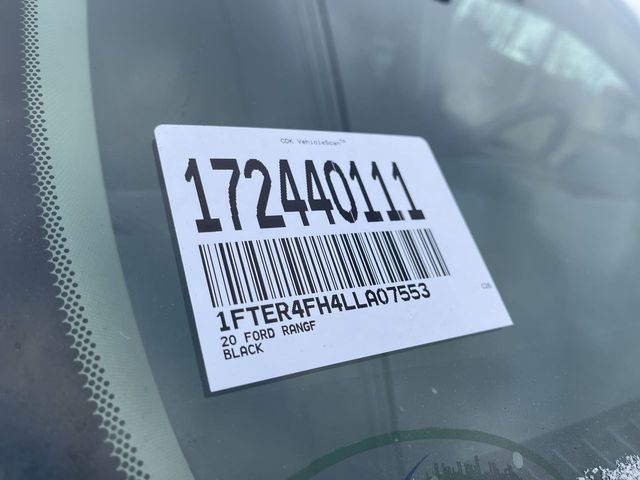 CDK VehicleScan™
172440111
1FTER4FH4LLA07553
20 FORD RANGF
BLACK